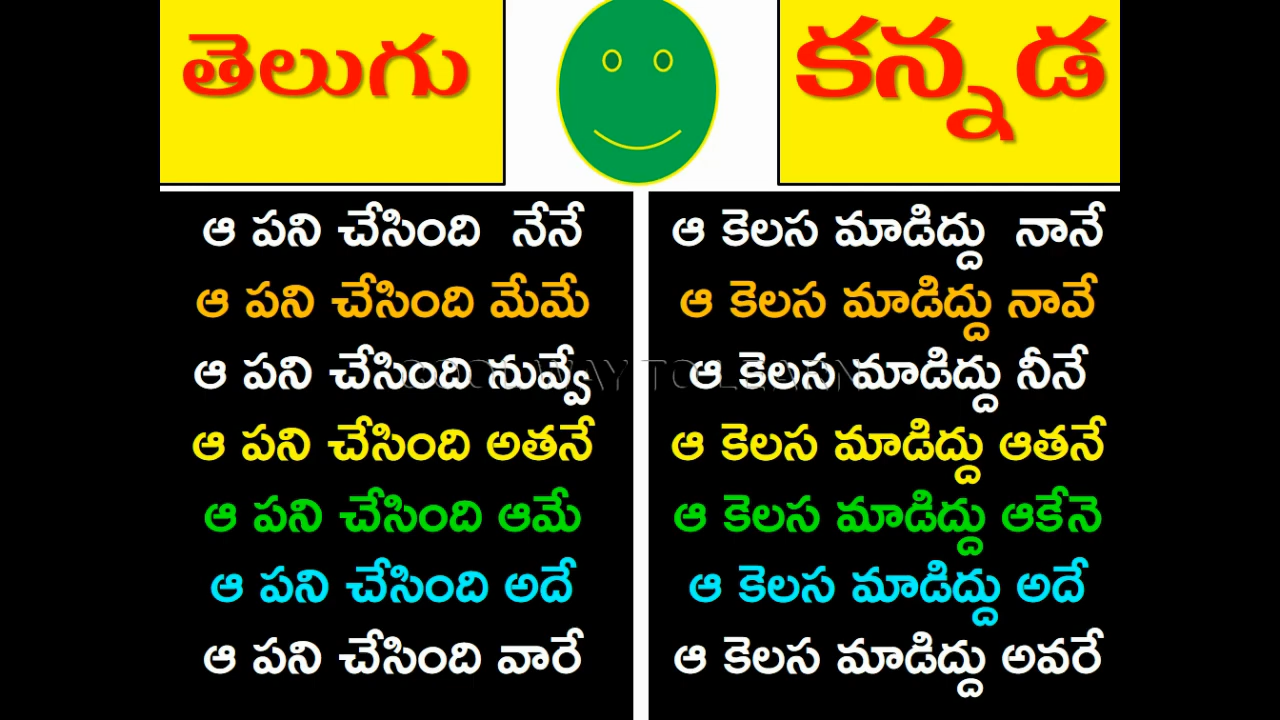 తెలుగు
కన్నడ
ఆ పని చేసింది నేనే
ఆ పని చేసింది మేమే
ఆ పని చేసింది నువ్వే
ఆ పని చేసింది అతనే
ఆ పని చేసింది ఆమే
ఆ పని చేసింది అదే
ఆ పని చేసింది వారే
ఆ కెలస మాడిద్దు నానే
ఆ కెలస మాడిద్దు నావే
ఆ కెలస మాడిద్దు నీనే
ఆ కెలస మాడిద్దు ఆతనే
ఆ కెలస మాడిద్దు ఆకేనె
ఆ కెలస మాడిద్దు అదే
ఆ కెలస మాడిద్దు అవరే